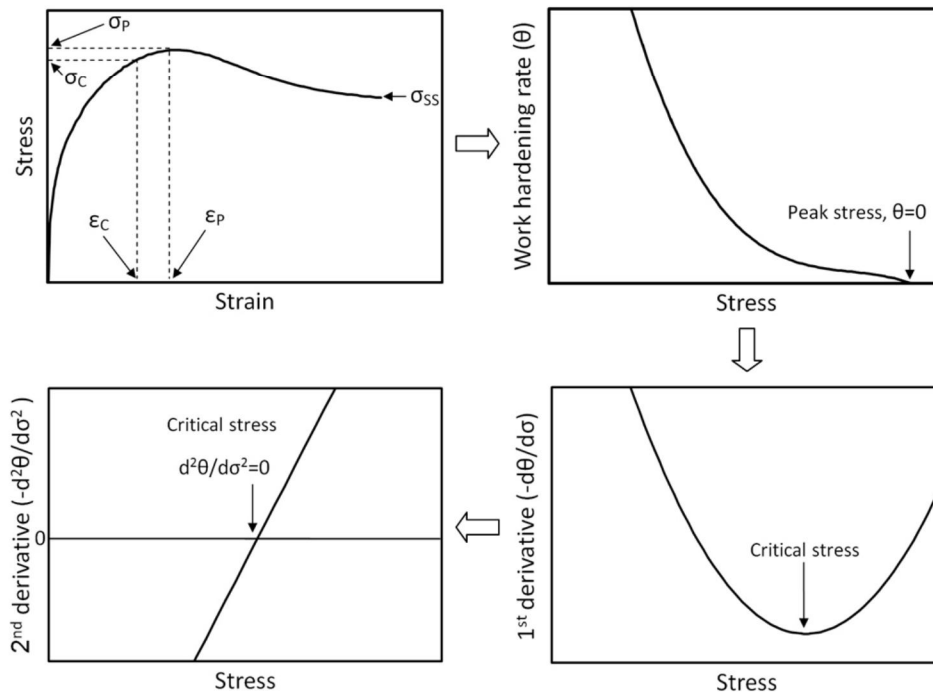 σP
σC
Stress
σSS
εC
εP
Strain
Work hardening rate (θ)
Peak stress, θ=0
Stress
2nd derivative (-d²θ/dσ²)
Critical stress
d²θ/dσ²=0
0
Stress
1st derivative (-dθ/dσ)
Critical stress
Stress